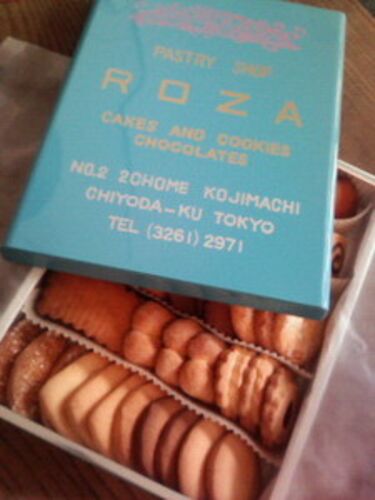 PASTRY SHOP
ROZA
CAKES AND COOKIES
CHOCOLATES
NO.2 2CHOME KOJIMACHI
CHIYODA-KU TOKYO
TEL (3261) 2971